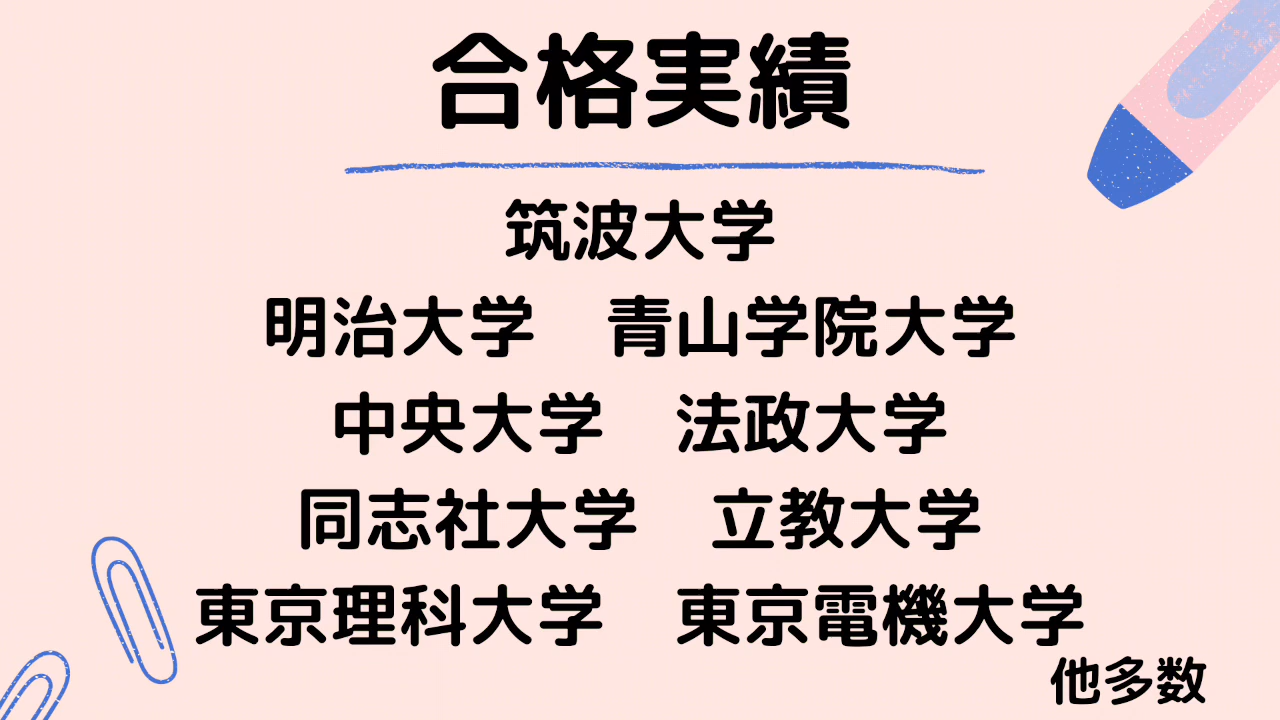 合格実績
筑波大学
明治大学　青山学院大学
中央大学　法政大学
同志社大学　立教大学
東京理科大学　東京電機大学
他多数